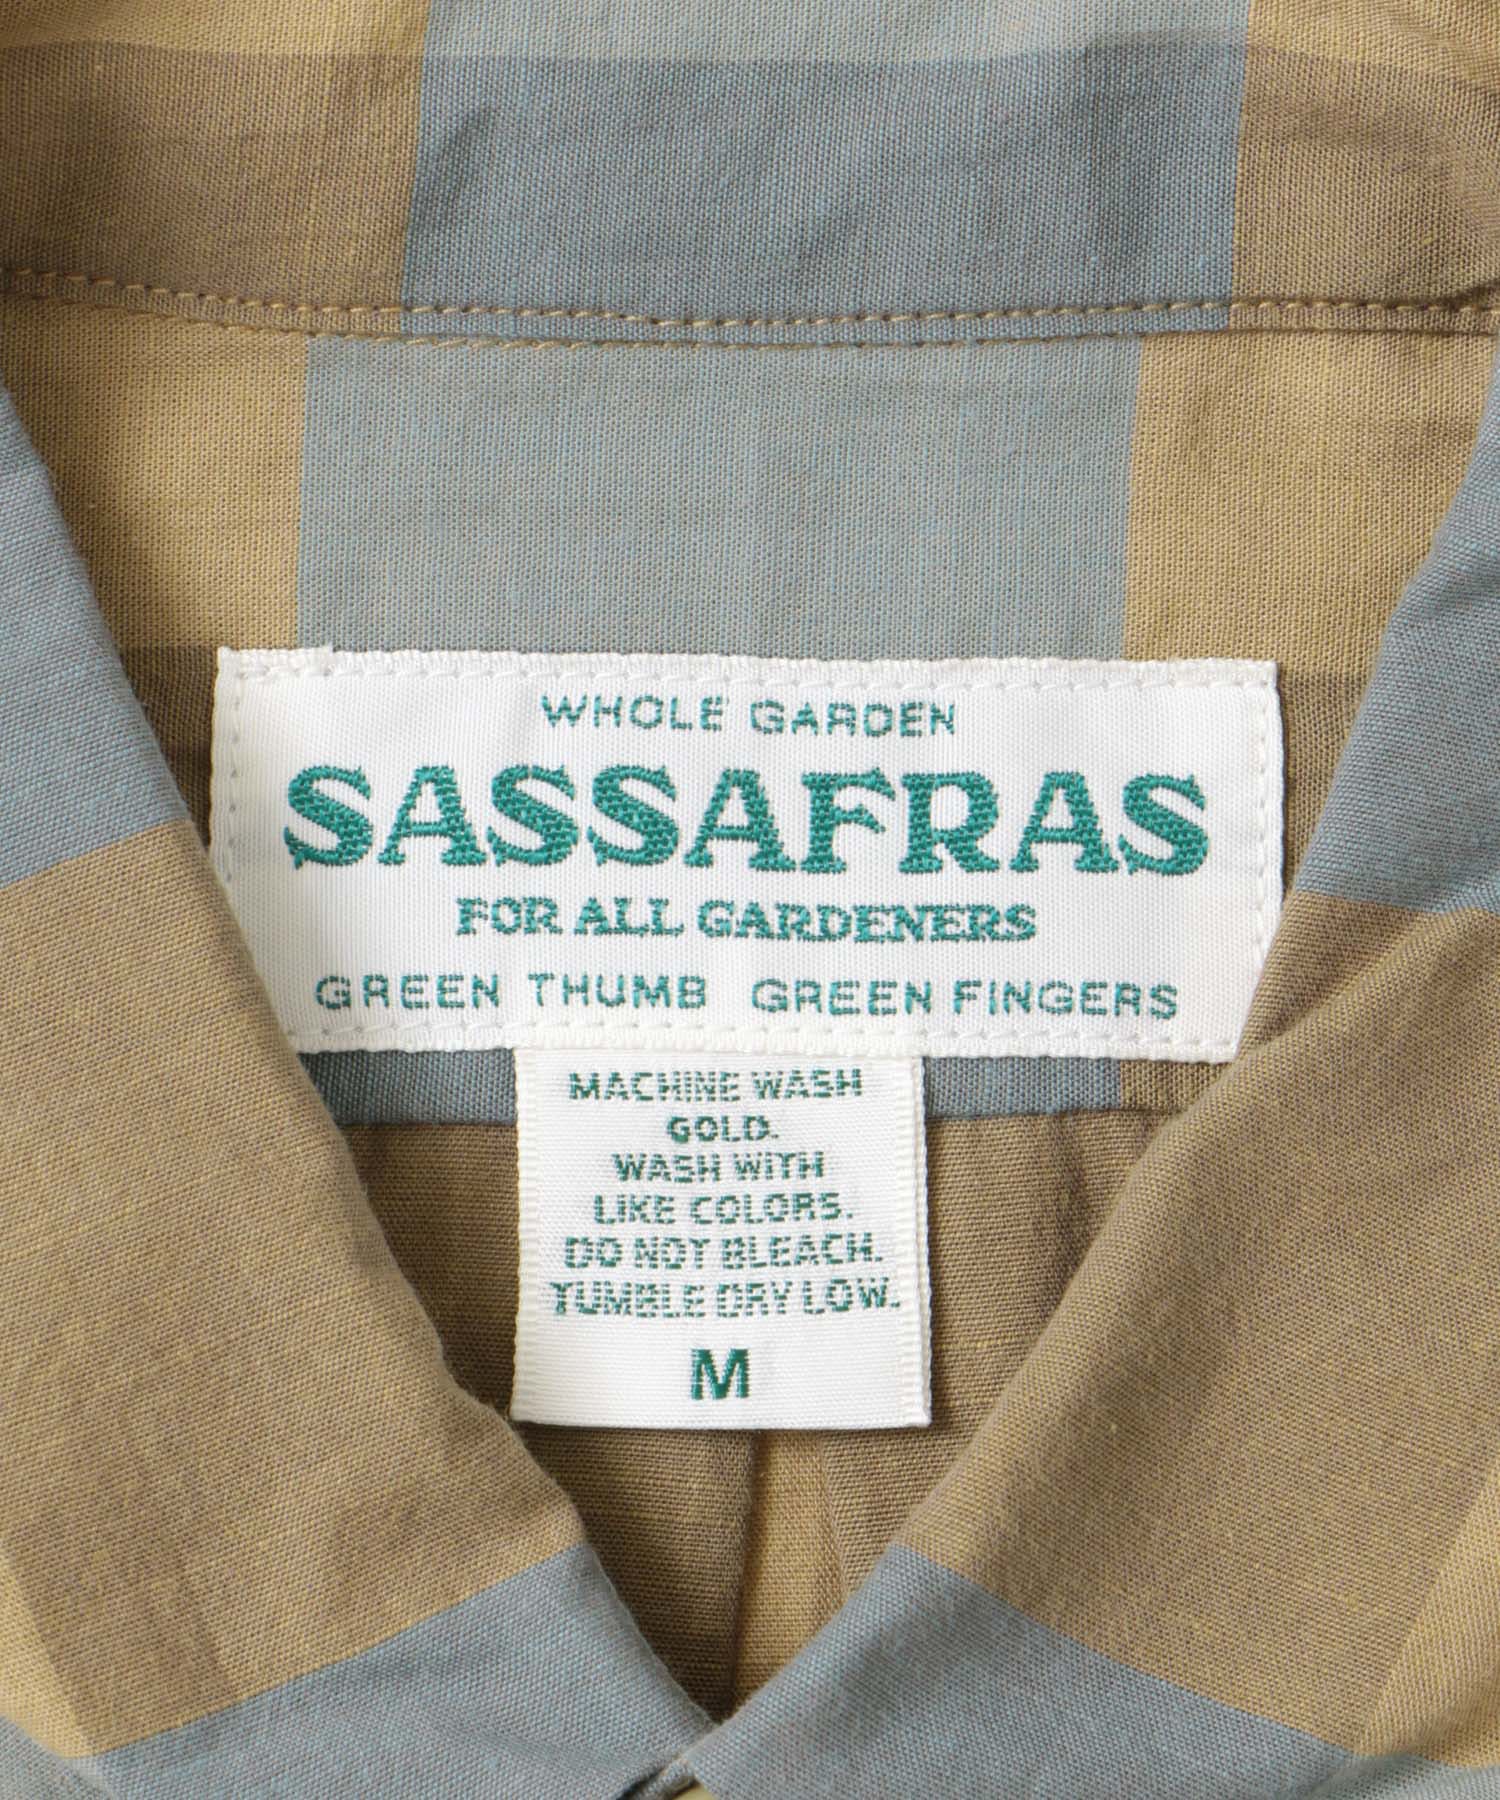 WHOLE GARDEN
SASSAFRAS
FOR ALL GARDENERS
GREEN THUMB GREEN FINGERS
MACHINE WASH
GOLD.
WASH WITH
LIKE COLORS.
DO NOT BLEACH.
TUMBLE DRY LOW.
M